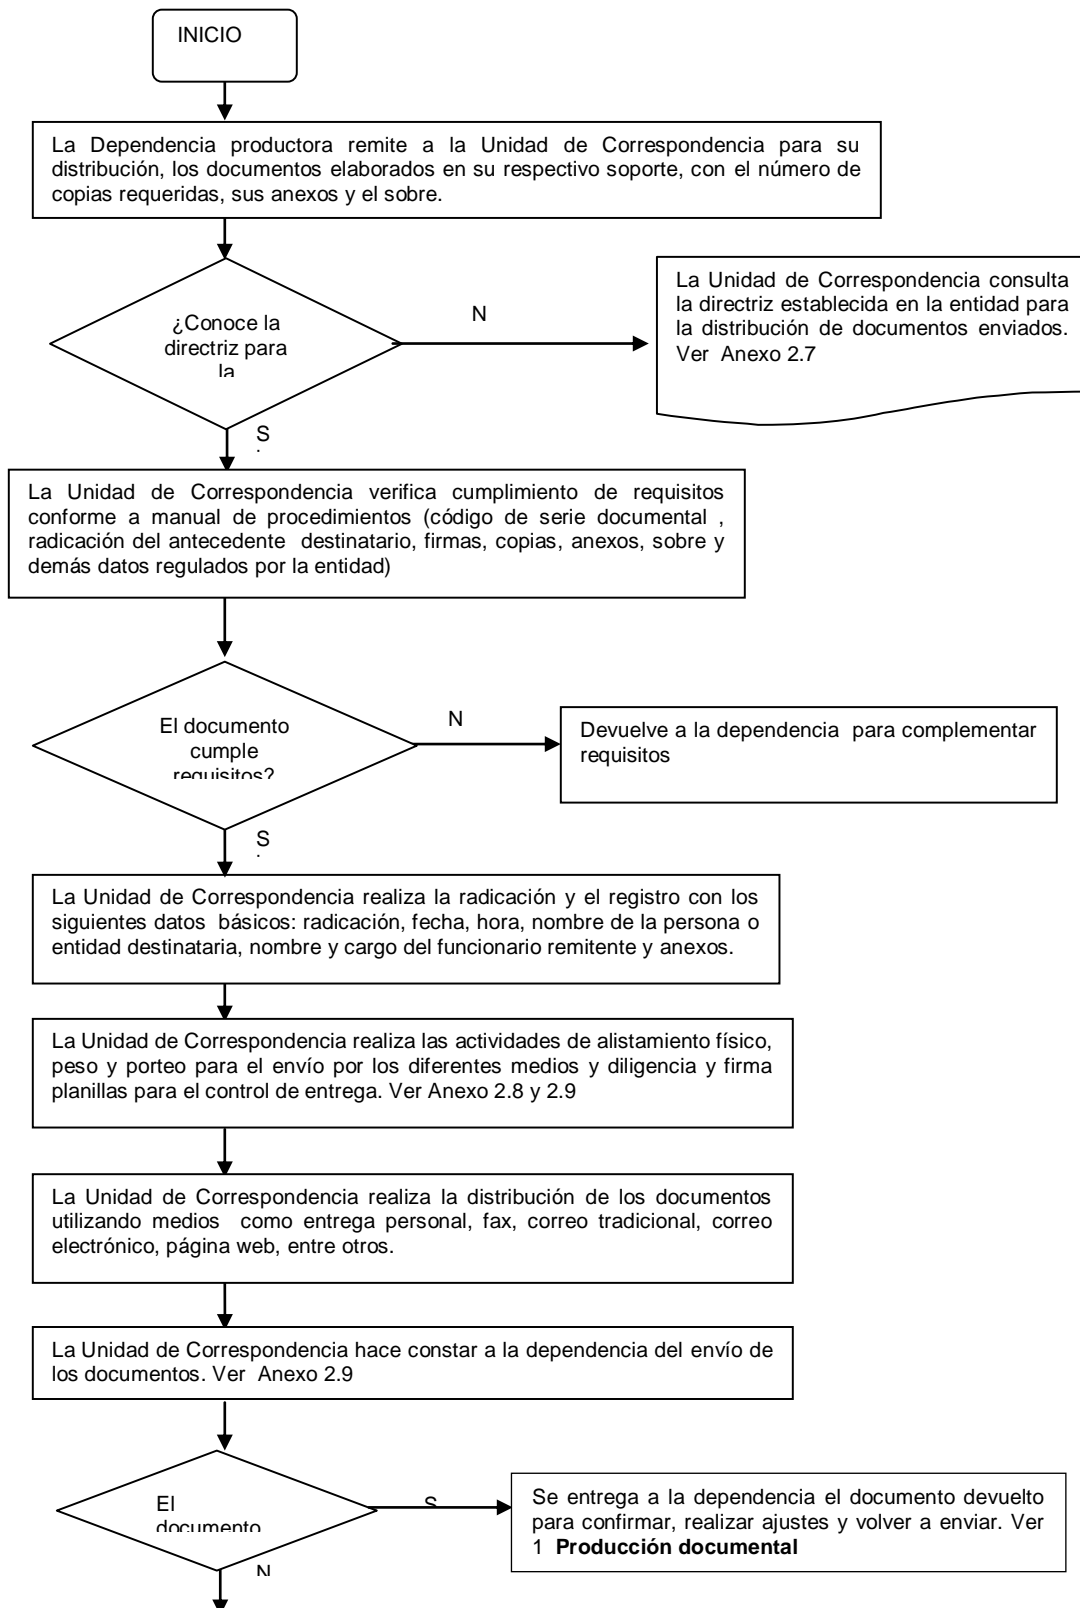 INICIO
La Dependencia productora remite a la Unidad de Correspondencia para su
distribución, los documentos elaborados en su respectivo soporte, con el número de
copias requeridas, sus anexos y el sobre.
¿Conoce la
directriz para
la
N
La Unidad de Correspondencia consulta
la directriz establecida en la entidad para
la distribución de documentos enviados.
Ver Anexo 2.7
S
La Unidad de Correspondencia verifica cumplimiento de requisitos
conforme a manual de procedimientos (código de serie documental ,
radicación del antecedente destinatario, firmas, copias, anexos, sobre y
demás datos regulados por la entidad)
El documento
cumple
requisitos?
N
Devuelve a la dependencia para complementar
requisitos
S
La Unidad de Correspondencia realiza la radicación y el registro con los
siguientes datos básicos: radicación, fecha, hora, nombre de la persona o
entidad destinataria, nombre y cargo del funcionario remitente y anexos.
La Unidad de Correspondencia realiza las actividades de alistamiento físico,
peso y porteo para el envío por los diferentes medios y diligencia y firma
planillas para el control de entrega. Ver Anexo 2.8 y 2.9
La Unidad de Correspondencia realiza la distribución de los documentos
utilizando medios como entrega personal, fax, correo tradicional, correo
electrónico, página web, entre otros.
La Unidad de Correspondencia hace constar a la dependencia del envío de
los documentos. Ver Anexo 2.9
El
documento
S
Se entrega a la dependencia el documento devuelto
para confirmar, realizar ajustes y volver a enviar. Ver
1 Producción documental
N